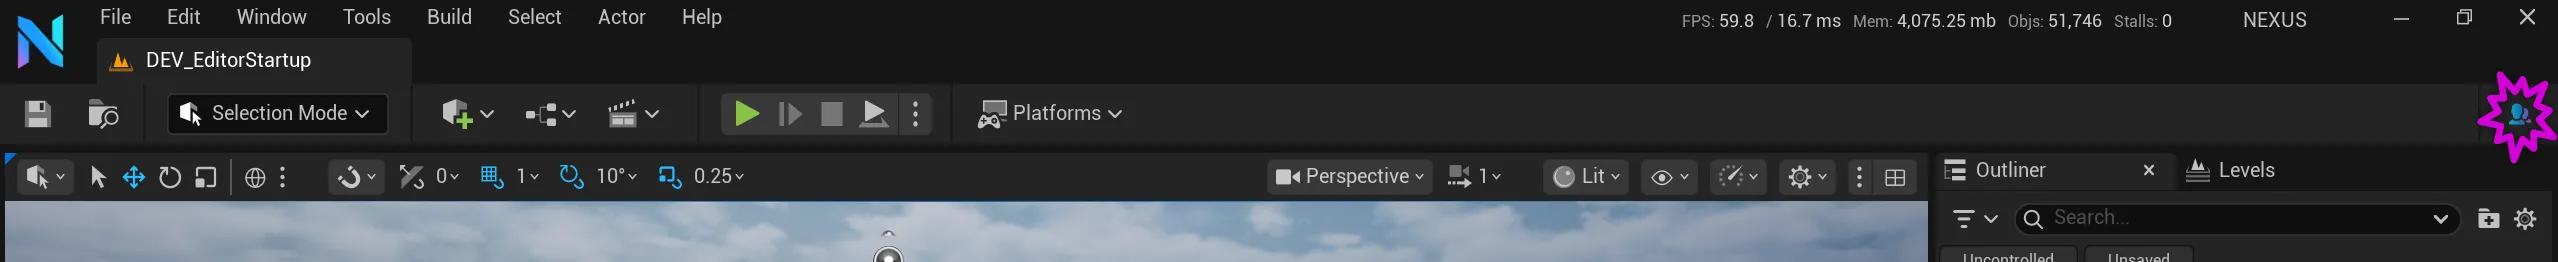 File Edit Window Tools Build Select Actor Help
FPS: 59.8 / 16.7 ms Mem: 4,075.25 mb Objs: 51,746 Stalls: 0 NEXUS
DEV_EditorStartup
Selection Mode Platforms
0 1 10° 0.25 Perspective 1 Lit
Outliner Levels
Search...
Uncontrolled Unsaved